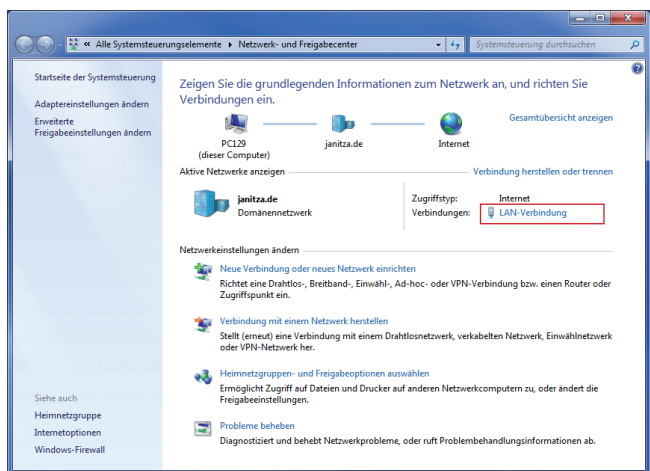 « Alle Systemsteuerungselemente ▸ Netzwerk- und Freigabecenter
Systemsteuerung durchsuchen
Startseite der Systemsteuerung
Adaptereinstellungen ändern
Erweiterte
Freigabeeinstellungen ändern
Zeigen Sie die grundlegenden Informationen zum Netzwerk an, und richten Sie
Verbindungen ein.
Gesamtübersicht anzeigen
PC129
(dieser Computer)
janitza.de
Internet
Aktive Netzwerke anzeigen
Verbindung herstellen oder trennen
janitza.de
Domänennetzwerk
Zugriffstyp: Internet
Verbindungen: LAN-Verbindung
Netzwerkeinstellungen ändern
Neue Verbindung oder neues Netzwerk einrichten
Richtet eine Drahtlos-, Breitband-, Einwähl-, Ad-hoc- oder VPN-Verbindung bzw. einen Router oder
Zugriffspunkt ein.
Verbindung mit einem Netzwerk herstellen
Stellt (erneut) eine Verbindung mit einem Drahtlosnetzwerk, verkabelten Netzwerk, Einwählnetzwerk
oder VPN-Netzwerk her.
Heimnetzgruppen- und Freigabeoptionen auswählen
Ermöglicht Zugriff auf Dateien und Drucker auf anderen Netzwerkcomputern zu, oder ändert die
Freigabeeinstellungen.
Probleme beheben
Diagnostiziert und behebt Netzwerkprobleme, oder ruft Problembehandlungsinformationen ab.
Siehe auch
Heimnetzgruppe
Internetoptionen
Windows-Firewall